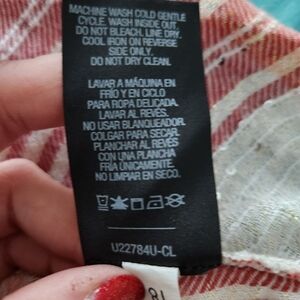 MACHINE WASH COLD GENTLE
CYCLE. WASH INSIDE OUT.
DO NOT BLEACH. LINE DRY.
COOL IRON ON REVERSE
SIDE ONLY.
DO NOT DRY CLEAN.
LAVAR A MÁQUINA EN
FRÍO Y EN CICLO
PARA ROPA DELICADA.
LAVAR AL REVÉS.
NO USAR BLANQUEADOR.
COLGAR PARA SECAR.
PLANCHAR AL REVÉS
CON UNA PLANCHA
FRÍA ÚNICAMENTE.
NO LIMPIAR EN SECO.
U22784U-CL